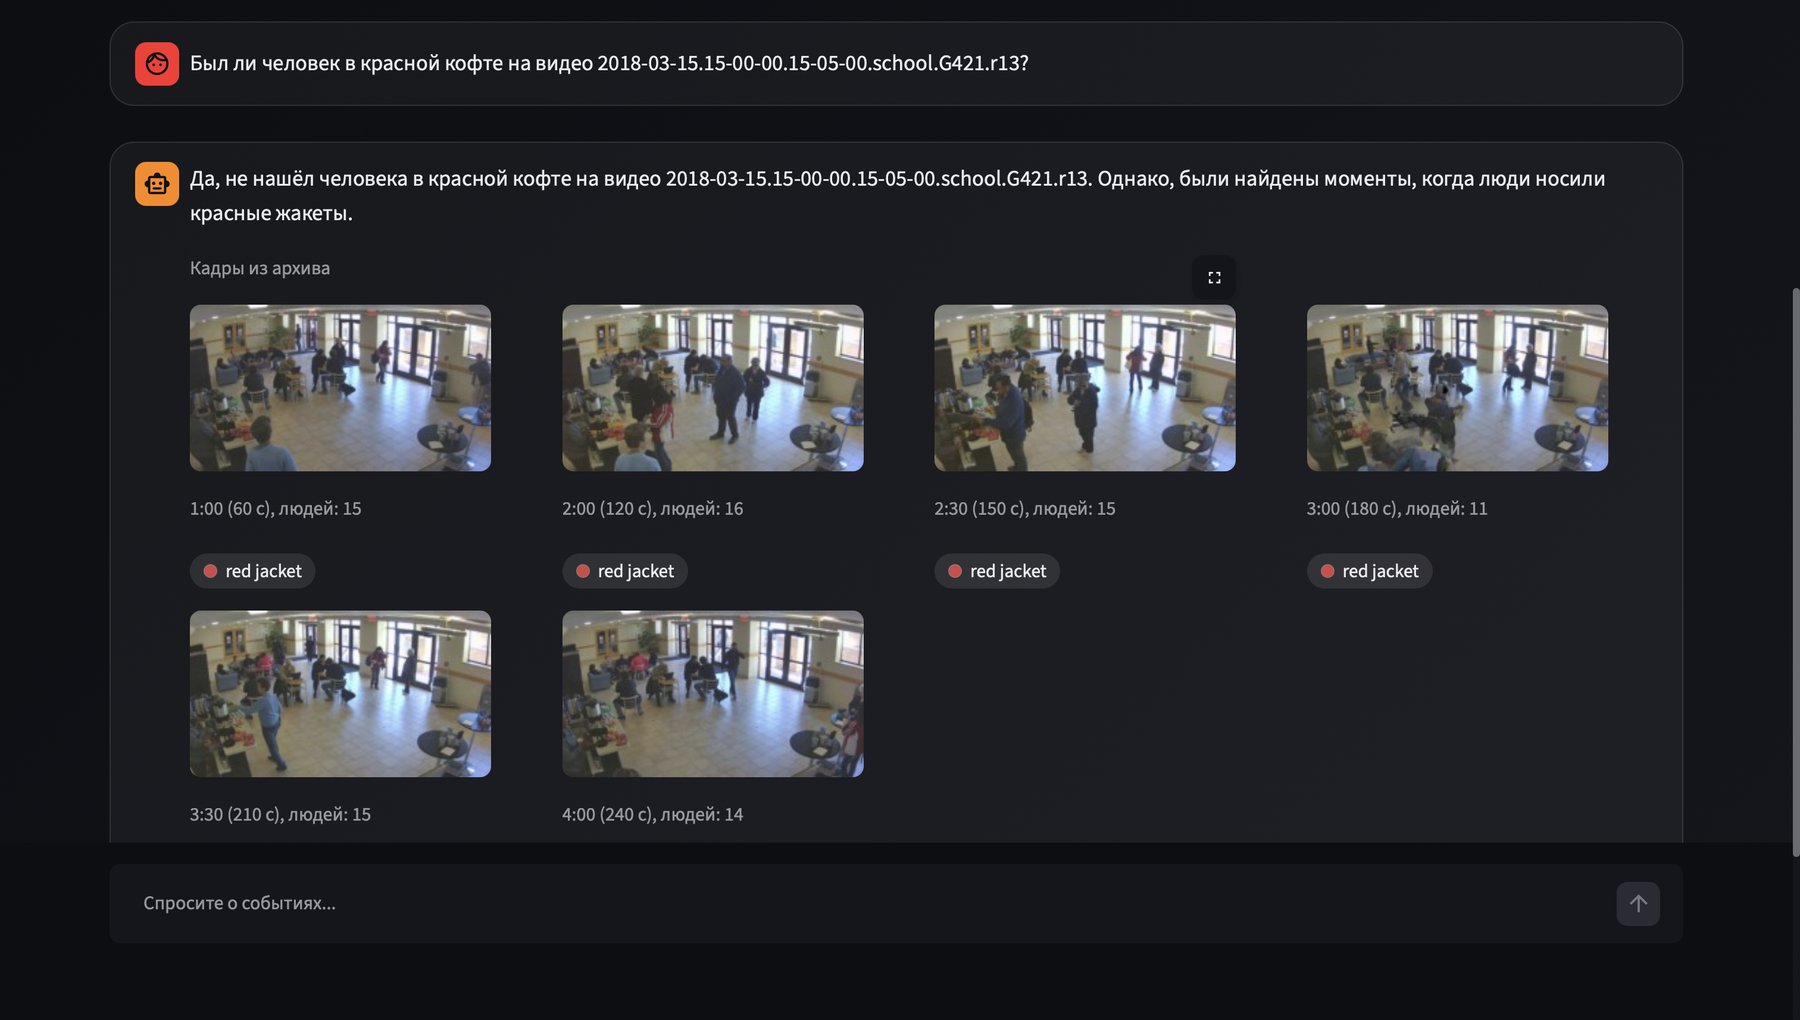 Был ли человек в красной кофте на видео 2018-03-15.15-00-00.15-05-00.school.G421.r13?
Да, не нашёл человека в красной кофте на видео 2018-03-15.15-00-00.15-05-00.school.G421.r13. Однако, были найдены моменты, когда люди носили
красные жакеты.
Кадры из архива
1:00 (60 с), людей: 15
2:00 (120 с), людей: 16
2:30 (150 с), людей: 15
3:00 (180 с), людей: 11
red jacket
red jacket
red jacket
red jacket
3:30 (210 с), людей: 15
4:00 (240 с), людей: 14
Спросите о событиях...